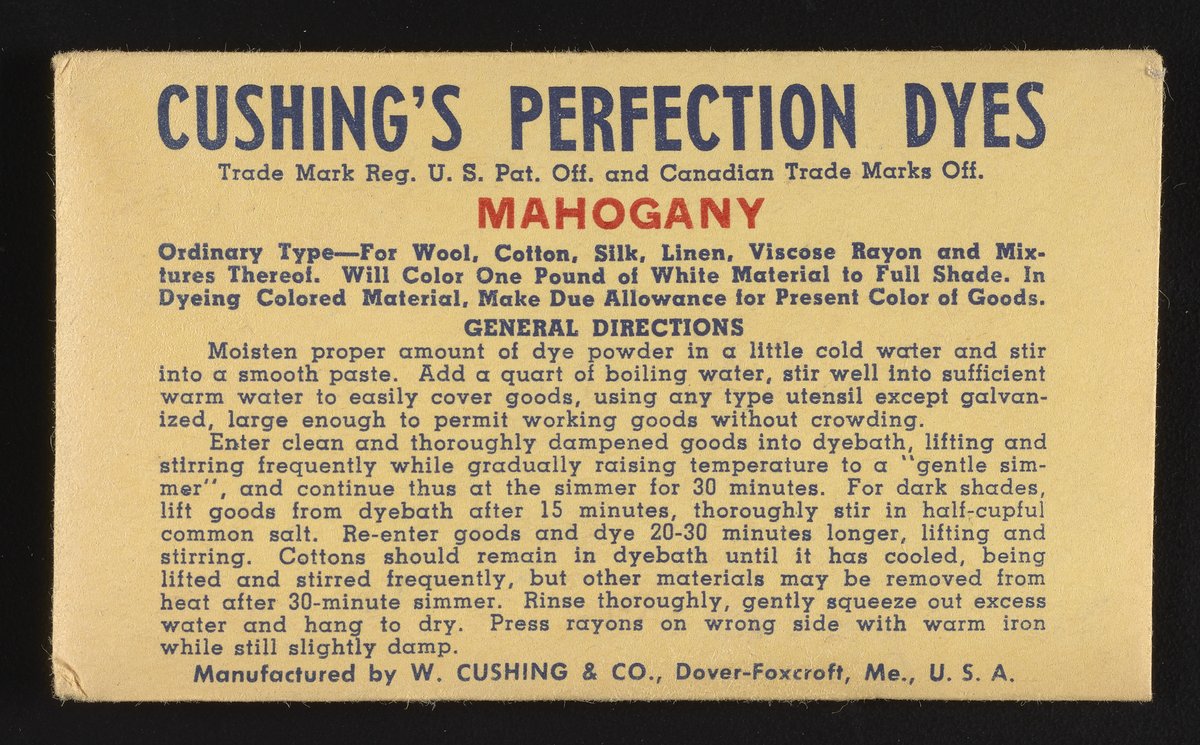 CUSHING'S PERFECTION DYES
Trade Mark Reg. U. S. Pat. Off. and Canadian Trade Marks Off.
MAHOGANY
Ordinary Type—For Wool, Cotton, Silk, Linen, Viscose Rayon and Mix-
tures Thereof. Will Color One Pound of White Material to Full Shade. In
Dyeing Colored Material, Make Due Allowance for Present Color of Goods.
GENERAL DIRECTIONS
Moisten proper amount of dye powder in a little cold water and stir
into a smooth paste. Add a quart of boiling water, stir well into sufficient
warm water to easily cover goods, using any type utensil except galvan-
ized, large enough to permit working goods without crowding.
Enter clean and thoroughly dampened goods into dyebath, lifting and
stirring frequently while gradually raising temperature to a "gentle sim-
mer", and continue thus at the simmer for 30 minutes. For dark shades,
lift goods from dyebath after 15 minutes, thoroughly stir in half-cupful
common salt. Re-enter goods and dye 20-30 minutes longer, lifting and
stirring. Cottons should remain in dyebath until it has cooled, being
lifted and stirred frequently, but other materials may be removed from
heat after 30-minute simmer. Rinse thoroughly, gently squeeze out excess
water and hang to dry. Press rayons on wrong side with warm iron
while still slightly damp.
Manufactured by W. CUSHING & CO., Dover-Foxcroft, Me., U. S. A.